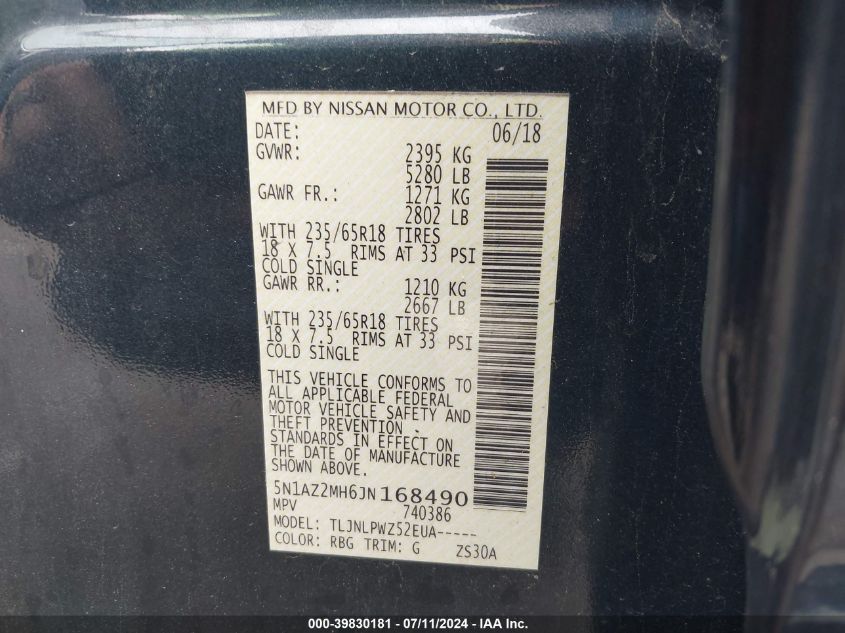 MFD BY NISSAN MOTOR CO., LTD.
DATE: 06/18
GVWR: 2395 KG
5280 LB
GAWR FR.: 1271 KG
2802 LB
WITH 235/65R18 TIRES
18 X 7.5 RIMS AT 33 PSI
COLD SINGLE
GAWR RR.: 1210 KG
2667 LB
WITH 235/65R18 TIRES
18 X 7.5 RIMS AT 33 PSI
COLD SINGLE
THIS VEHICLE CONFORMS TO
ALL APPLICABLE FEDERAL
MOTOR VEHICLE SAFETY AND
THEFT PREVENTION
STANDARDS IN EFFECT ON
THE DATE OF MANUFACTURE
SHOWN ABOVE.
5N1AZ2MH6JN168490
MPV 740386
MODEL: TLJNLPWZ52EUA-----
COLOR: RBG TRIM: G ZS30A
000-39830181 - 07/11/2024 - IAA Inc.